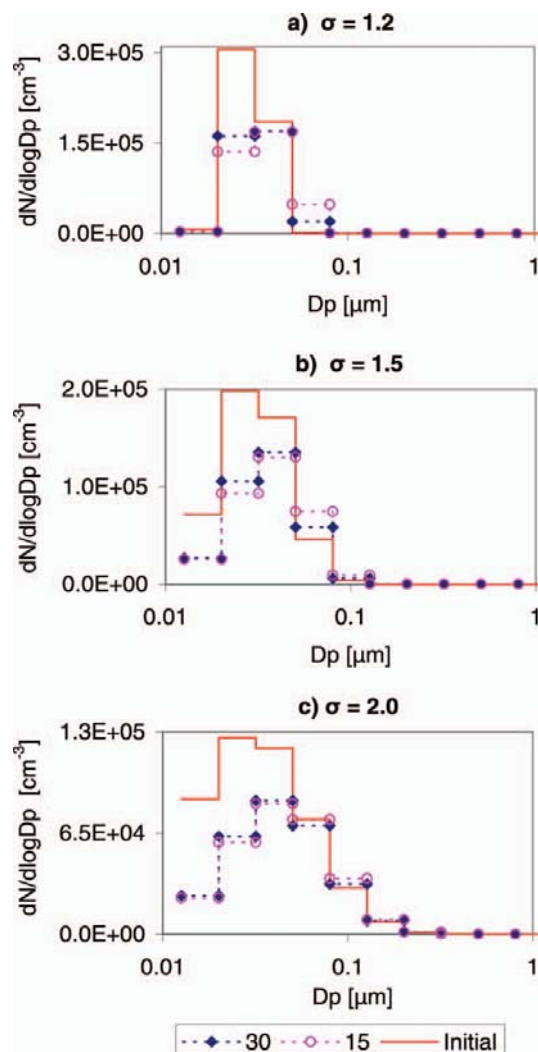 a) σ = 1.2
dN/dlogDp [cm⁻³]
3.0E+05
1.5E+05
0.0E+00
0.01 0.1 1
Dp [µm]
b) σ = 1.5
dN/dlogDp [cm⁻³]
2.0E+05
1.0E+05
0.0E+00
0.01 0.1 1
Dp [µm]
c) σ = 2.0
dN/dlogDp [cm⁻³]
1.3E+05
6.5E+04
0.0E+00
0.01 0.1 1
Dp [µm]
30 15 Initial